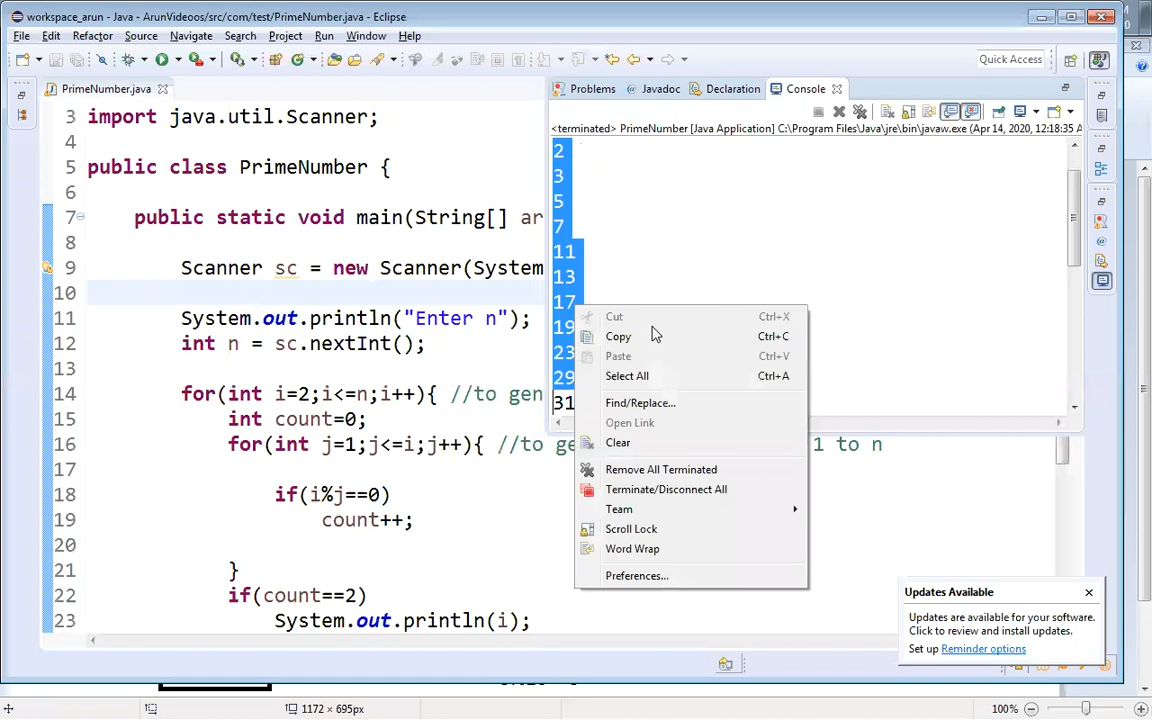 workspace_arun - Java - ArunVideoos/src/com/test/PrimeNumber.java - Eclipse
File Edit Refactor Source Navigate Search Project Run Window Help
Quick Access
PrimeNumber.java
3 import java.util.Scanner;
4
5 public class PrimeNumber {
6
7 public static void main(String[] ar
8
9 Scanner sc = new Scanner(System
10
11 System.out.println("Enter n");
12 int n = sc.nextInt();
13
14 for(int i=2;i<=n;i++){ //to gen
15 int count=0;
16 for(int j=1;j<=i;j++){ //to ge 1 to n
17
18 if(i%j==0)
19 count++;
20
21 }
22 if(count==2)
23 System.out.println(i);
Problems @ Javadoc Declaration Console
<terminated> PrimeNumber [Java Application] C:\Program Files\Java\jre\bin\javaw.exe (Apr 14, 2020, 12:18:35 A
2
3
5
7
11
13
17
19
23
29
31
Cut Ctrl+X
Copy Ctrl+C
Paste Ctrl+V
Select All Ctrl+A
Find/Replace...
Open Link
Clear
Remove All Terminated
Terminate/Disconnect All
Team
Scroll Lock
Word Wrap
Preferences...
Updates Available
Updates are available for your software.
Click to review and install updates.
Set up Reminder options
1172 × 695px
100%